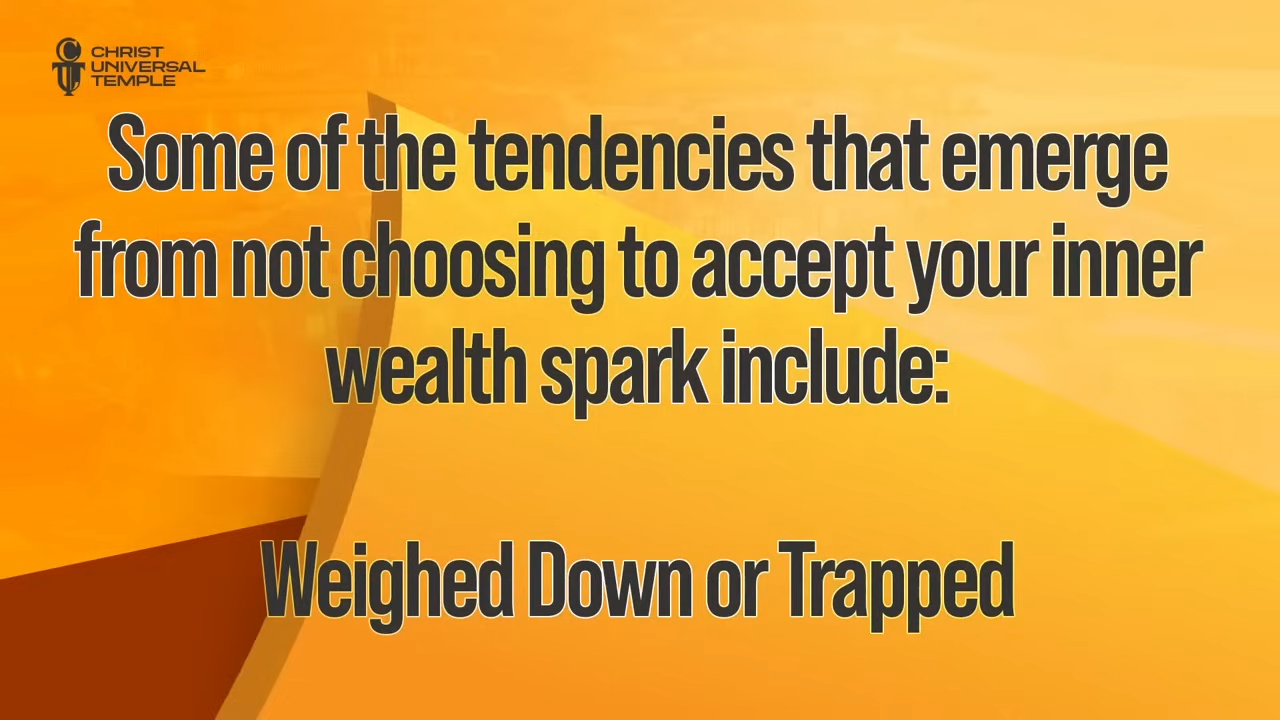 CHRIST
UNIVERSAL
TEMPLE
Some of the tendencies that emerge
from not choosing to accept your inner
wealth spark include:
Weighed Down or Trapped